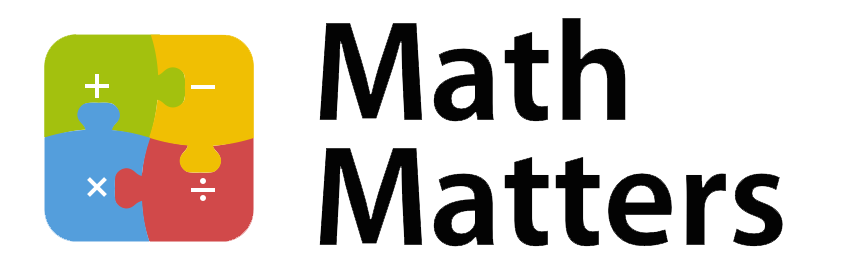 + −
× ÷
Math
Matters